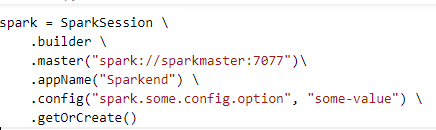 spark = SparkSession \
.builder \
.master("spark://sparkmaster:7077")\
.appName("Sparkend") \
.config("spark.some.config.option", "some-value") \
.getOrCreate()